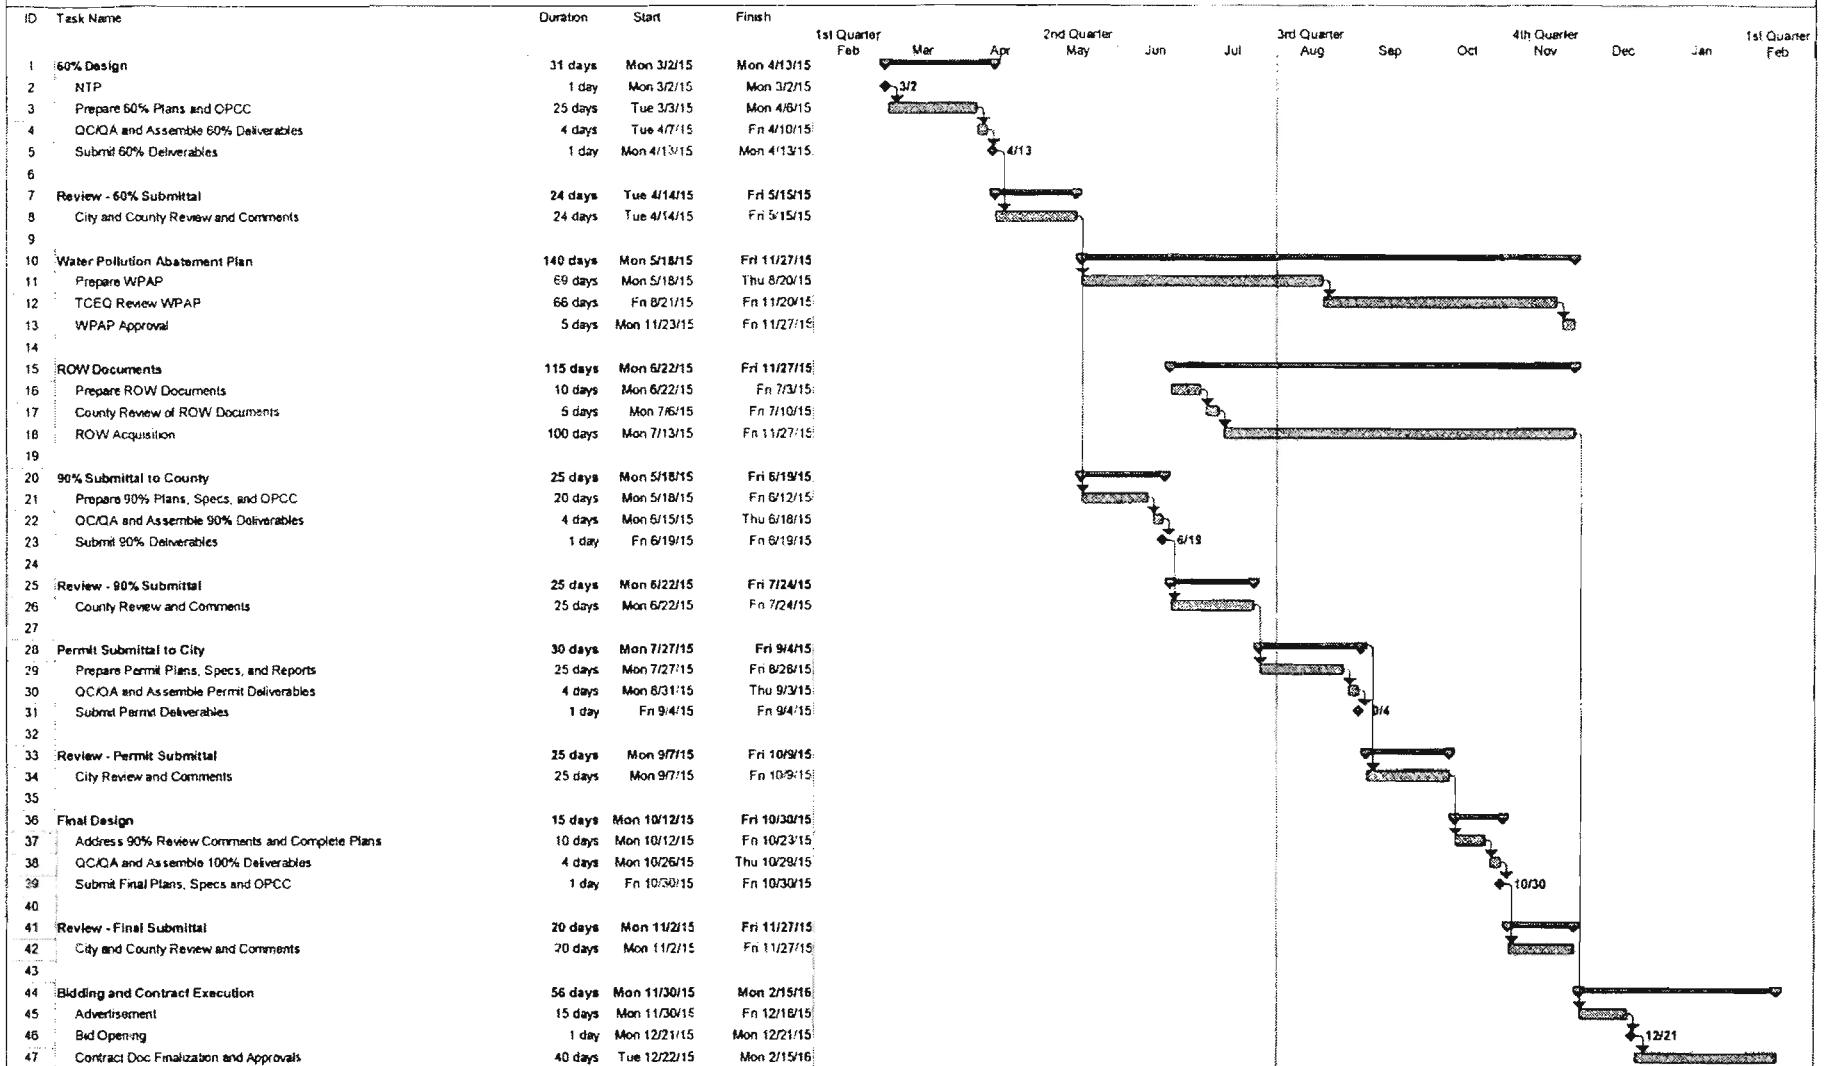 ID Task Name Duration Start Finish
1st Quarter 2nd Quarter 3rd Quarter 4th Quarter 1st Quarter
Feb Mar Apr May Jun Jul Aug Sep Oct Nov Dec Jan Feb
1 60% Design 31 days Mon 3/2/15 Mon 4/13/15
2 NTP 1 day Mon 3/2/15 Mon 3/2/15 3/2
3 Prepare 60% Plans and OPCC 25 days Tue 3/3/15 Mon 4/6/15
4 QC/QA and Assemble 60% Deliverables 4 days Tue 4/7/15 Fri 4/10/15
5 Submit 60% Deliverables 1 day Mon 4/13/15 Mon 4/13/15 4/13
6
7 Review - 60% Submittal 24 days Tue 4/14/15 Fri 5/15/15
8 City and County Review and Comments 24 days Tue 4/14/15 Fri 5/15/15
9
10 Water Pollution Abatement Plan 140 days Mon 5/18/15 Fri 11/27/15
11 Prepare WPAP 69 days Mon 5/18/15 Thu 8/20/15
12 TCEQ Review WPAP 66 days Fri 8/21/15 Fri 11/20/15
13 WPAP Approval 5 days Mon 11/23/15 Fri 11/27/15
14
15 ROW Documents 115 days Mon 6/22/15 Fri 11/27/15
16 Prepare ROW Documents 10 days Mon 6/22/15 Fri 7/3/15
17 County Review of ROW Documents 5 days Mon 7/6/15 Fri 7/10/15
18 ROW Acquisition 100 days Mon 7/13/15 Fri 11/27/15
19
20 90% Submittal to County 25 days Mon 5/18/15 Fri 6/19/15
21 Prepare 90% Plans, Specs, and OPCC 20 days Mon 5/18/15 Fri 6/12/15
22 QC/QA and Assemble 90% Deliverables 4 days Mon 6/15/15 Thu 6/18/15
23 Submit 90% Deliverables 1 day Fri 6/19/15 Fri 6/19/15 6/19
24
25 Review - 90% Submittal 25 days Mon 6/22/15 Fri 7/24/15
26 County Review and Comments 25 days Mon 6/22/15 Fri 7/24/15
27
28 Permit Submittal to City 30 days Mon 7/27/15 Fri 9/4/15
29 Prepare Permit Plans, Specs, and Reports 25 days Mon 7/27/15 Fri 8/28/15
30 QC/QA and Assemble Permit Deliverables 4 days Mon 8/31/15 Thu 9/3/15
31 Submit Permit Deliverables 1 day Fri 9/4/15 Fri 9/4/15 9/4
32
33 Review - Permit Submittal 25 days Mon 9/7/15 Fri 10/9/15
34 City Review and Comments 25 days Mon 9/7/15 Fri 10/9/15
35
36 Final Design 15 days Mon 10/12/15 Fri 10/30/15
37 Address 90% Review Comments and Complete Plans 10 days Mon 10/12/15 Fri 10/23/15
38 QC/QA and Assemble 100% Deliverables 4 days Mon 10/26/15 Thu 10/29/15
39 Submit Final Plans, Specs and OPCC 1 day Fri 10/30/15 Fri 10/30/15 10/30
40
41 Review - Final Submittal 20 days Mon 11/2/15 Fri 11/27/15
42 City and County Review and Comments 20 days Mon 11/2/15 Fri 11/27/15
43
44 Bidding and Contract Execution 56 days Mon 11/30/15 Mon 2/15/16
45 Advertisement 15 days Mon 11/30/15 Fri 12/18/15
46 Bid Opening 1 day Mon 12/21/15 Mon 12/21/15 12/21
47 Contract Doc Finalization and Approvals 40 days Tue 12/22/15 Mon 2/15/16